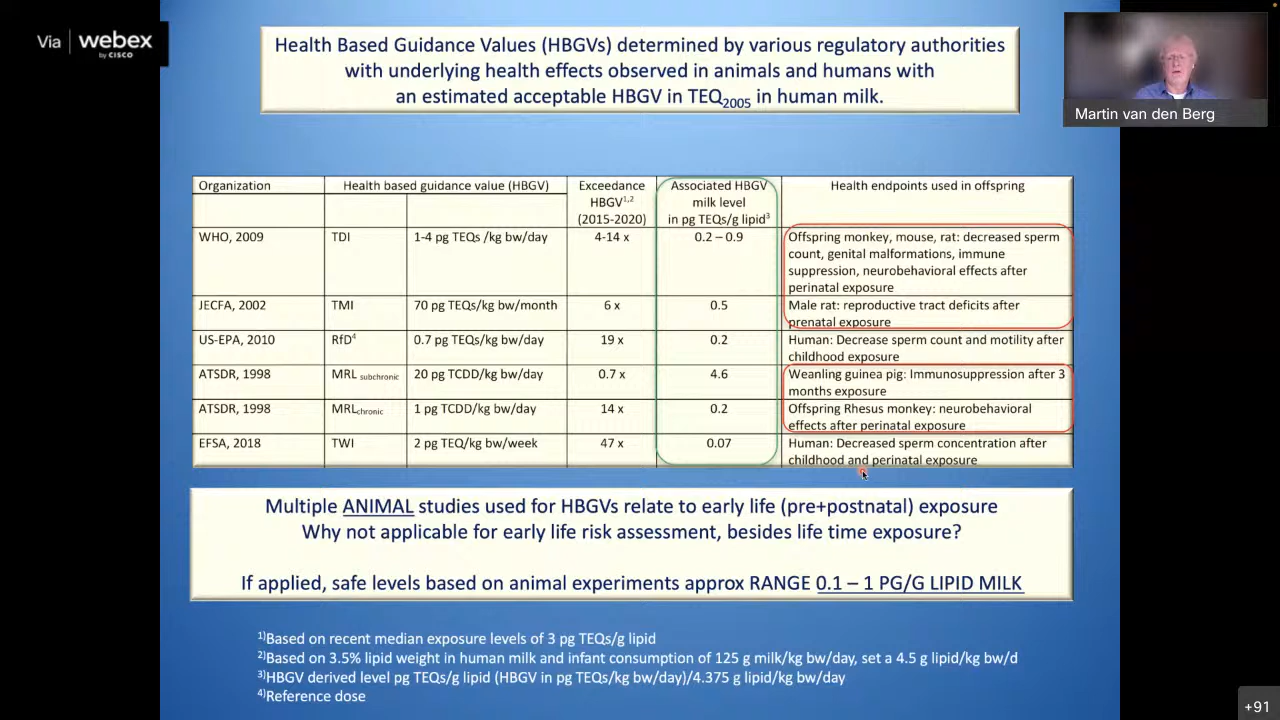 Via | webex
by CISCO
Health Based Guidance Values (HBGVs) determined by various regulatory authorities
with underlying health effects observed in animals and humans with
an estimated acceptable HBGV in TEQ2005 in human milk.
Martin van den Berg
Organization Health based guidance value (HBGV) Exceedance HBGV1,2 (2015-2020) Associated HBGV milk level in pg TEQs/g lipid3 Health endpoints used in offspring
WHO, 2009 TDI 1-4 pg TEQs /kg bw/day 4-14 x 0.2 – 0.9 Offspring monkey, mouse, rat: decreased sperm
count, genital malformations, immune
suppression, neurobehavioral effects after
perinatal exposure
JECFA, 2002 TMI 70 pg TEQs/kg bw/month 6 x 0.5 Male rat: reproductive tract deficits after
prenatal exposure
US-EPA, 2010 RfD4 0.7 pg TEQs/kg bw/day 19 x 0.2 Human: Decrease sperm count and motility after
childhood exposure
ATSDR, 1998 MRL subchronic 20 pg TCDD/kg bw/day 0.7 x 4.6 Weanling guinea pig: Immunosuppression after 3
months exposure
ATSDR, 1998 MRLchronic 1 pg TCDD/kg bw/day 14 x 0.2 Offspring Rhesus monkey: neurobehavioral
effects after perinatal exposure
EFSA, 2018 TWI 2 pg TEQ/kg bw/week 47 x 0.07 Human: Decreased sperm concentration after
childhood and perinatal exposure
Multiple ANIMAL studies used for HBGVs relate to early life (pre+postnatal) exposure
Why not applicable for early life risk assessment, besides life time exposure?
If applied, safe levels based on animal experiments approx RANGE 0.1 – 1 PG/G LIPID MILK
1)Based on recent median exposure levels of 3 pg TEQs/g lipid
2)Based on 3.5% lipid weight in human milk and infant consumption of 125 g milk/kg bw/day, set a 4.5 g lipid/kg bw/d
3)HBGV derived level pg TEQs/g lipid (HBGV in pg TEQs/kg bw/day)/4.375 g lipid/kg bw/day
4)Reference dose
+91